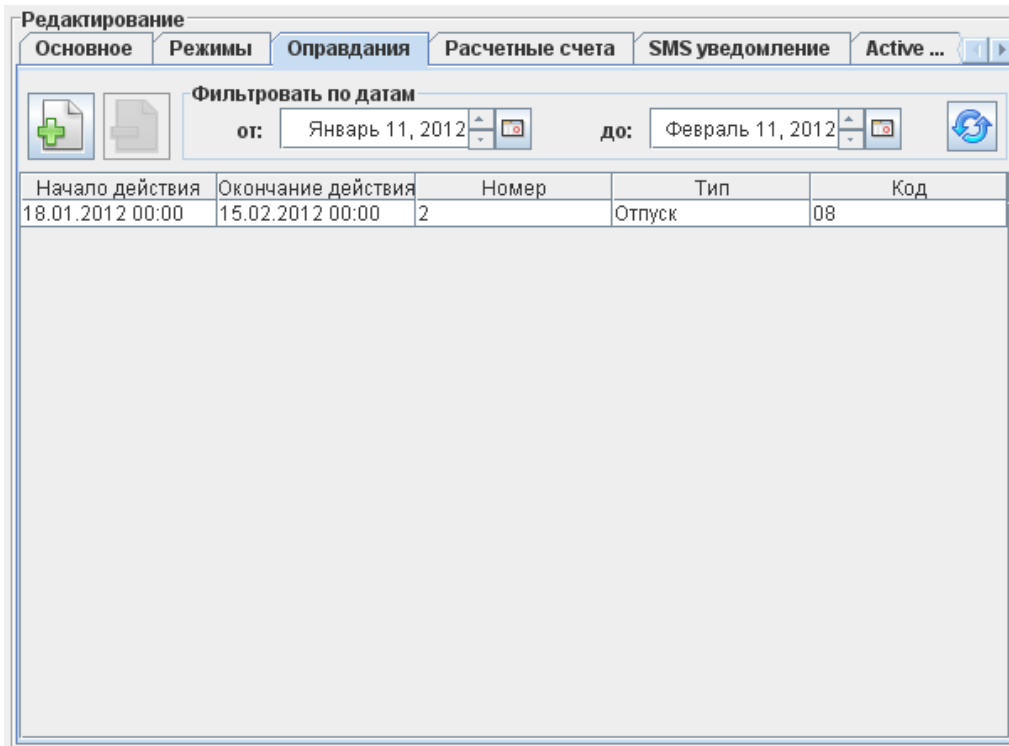 Редактирование
Основное Режимы Оправдания Расчетные счета SMS уведомление Active ...
Фильтровать по датам
от: Январь 11, 2012 до: Февраль 11, 2012
Начало действия Окончание действия Номер Тип Код
18.01.2012 00:00 15.02.2012 00:00 2 Отпуск 08